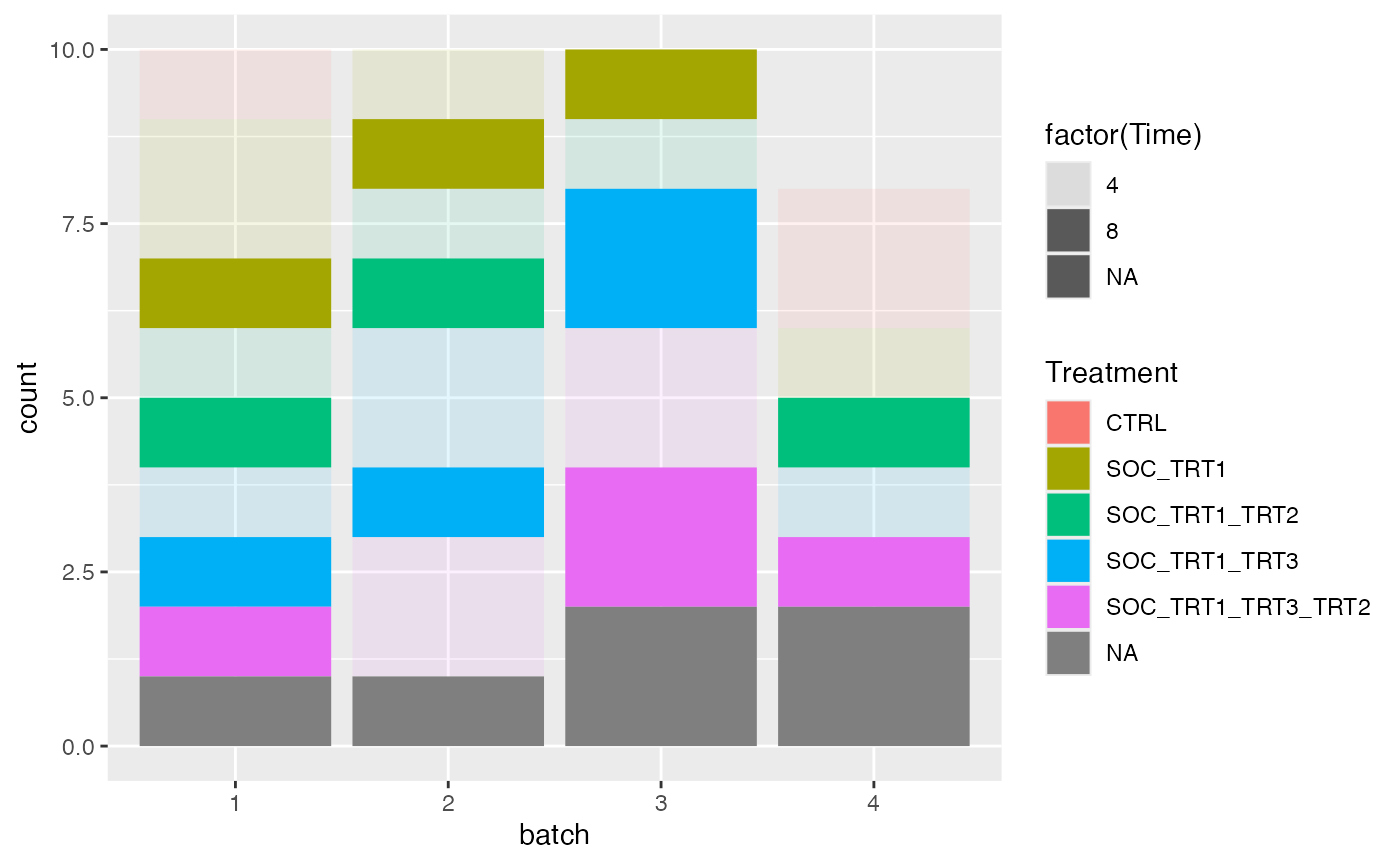 10.0
7.5
5.0
2.5
0.0
count
1
2
3
4
batch
factor(Time)
4
8
NA
Treatment
CTRL
SOC_TRT1
SOC_TRT1_TRT2
SOC_TRT1_TRT3
SOC_TRT1_TRT3_TRT2
NA